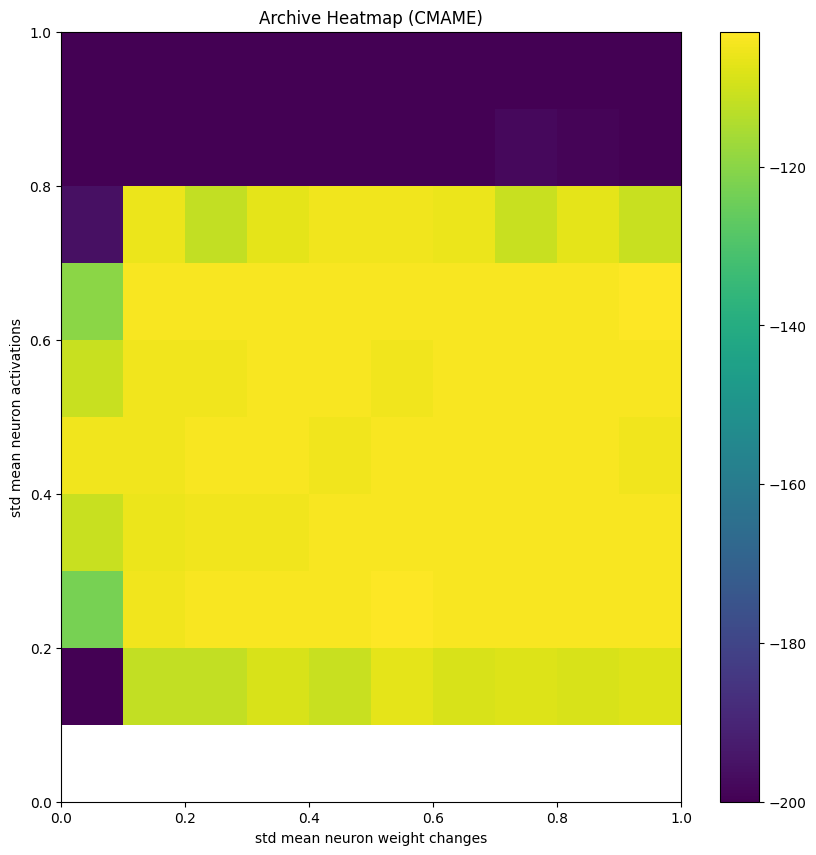 Archive Heatmap (CMAME)
1.0
0.8
0.6
0.4
0.2
0.0
std mean neuron activations
0.0 0.2 0.4 0.6 0.8 1.0
std mean neuron weight changes
−120
−140
−160
−180
−200